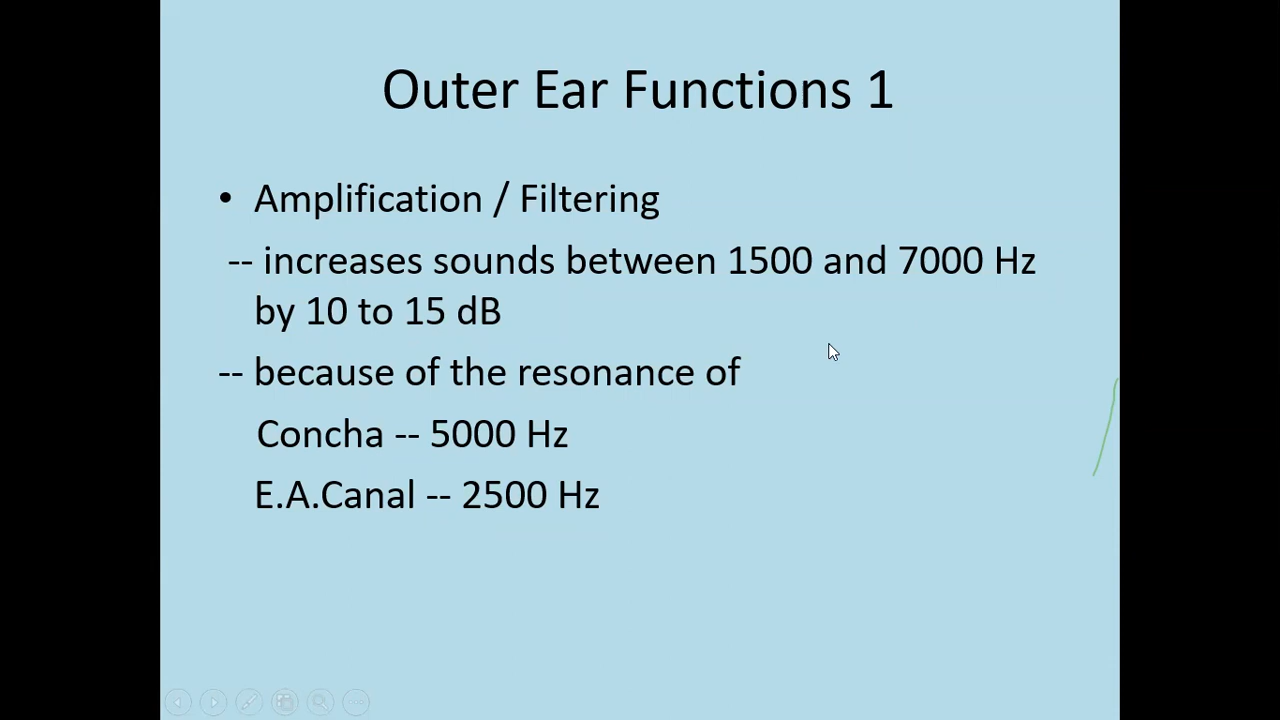 Outer Ear Functions 1
• Amplification / Filtering
-- increases sounds between 1500 and 7000 Hz
by 10 to 15 dB
-- because of the resonance of
Concha -- 5000 Hz
E.A.Canal -- 2500 Hz